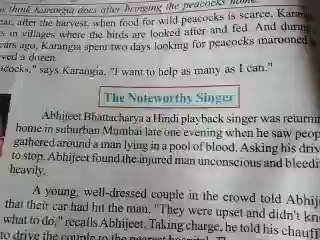 think Karangia does after bringing the peacocks home.
ear, after the harvest, when food for wild peacocks is scarce, Karang
s in villages where the birds are looked after and fed. And during
ears ago, Karangia spent two days looking for peacocks marooned
ved a dozen
acocks," says Karangia. "I want to help as many as I can."
The Noteworthy Singer
Abhijeet Bhattacharya a Hindi playback singer was returni
home in suburban Mumbai late one evening when he saw peop
gathered around a man lying in a pool of blood. Asking his driv
to stop. Abhijeet found the injured man unconscious and bleedi
heavily.
A young, well-dressed couple in the crowd told Abhij
that their car had hit the man. "They were upset and didn't kn
what to do," recalls Abhijeet. Taking charge, he told his chauff
to drive the couple to the nearest hospital.